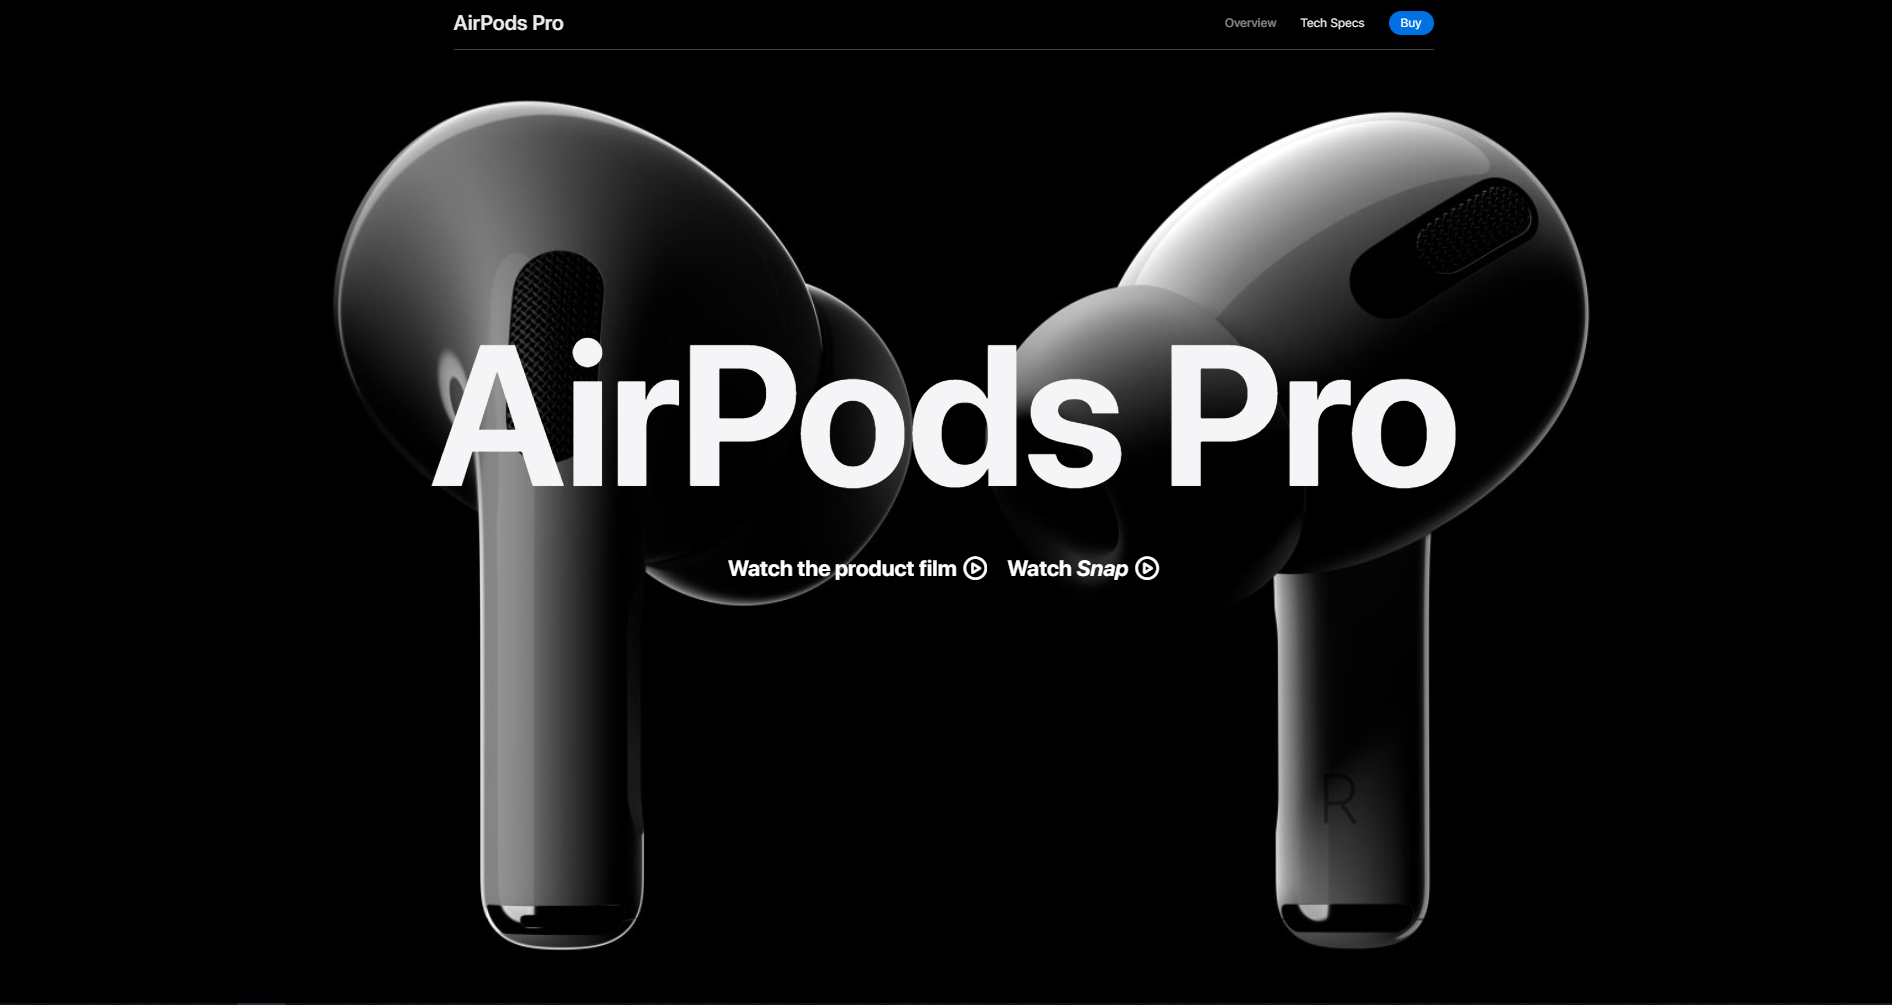 AirPods Pro
Overview Tech Specs Buy
AirPods Pro
Watch the product film Watch Snap
R